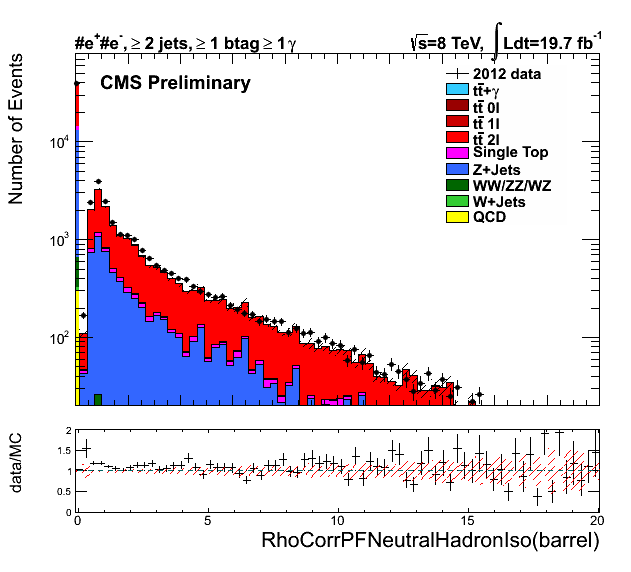 #e⁺#e⁻, ≥ 2 jets, ≥ 1 btag ≥ 1 γ
√s=8 TeV, ∫Ldt=19.7 fb⁻¹
CMS Preliminary
2012 data
tt̄+γ
tt̄ 0l
tt̄ 1l
tt̄ 2l
Single Top
Z+Jets
WW/ZZ/WZ
W+Jets
QCD
Number of Events
10⁴
10³
10²
data/MC
2
1.5
1
0.5
0
0 5 10 15 20
RhoCorrPFNeutralHadronIso(barrel)